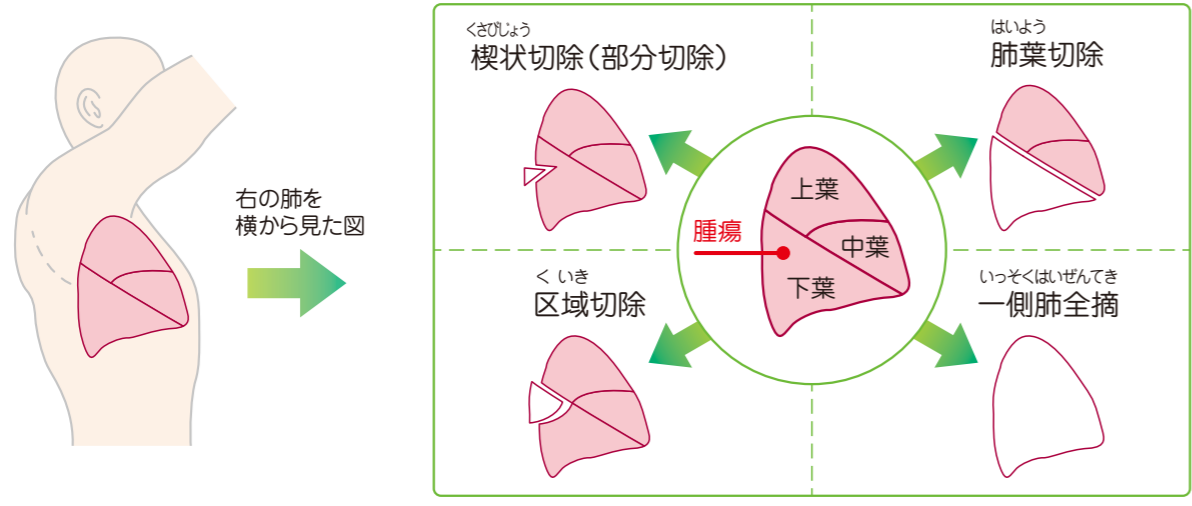 右の肺を
横から見た図
くさびじょう
楔状切除（部分切除）
はいよう
肺葉切除
上葉
中葉
下葉
腫瘍
く いき
区域切除
いっそくはいぜんてき
一側肺全摘